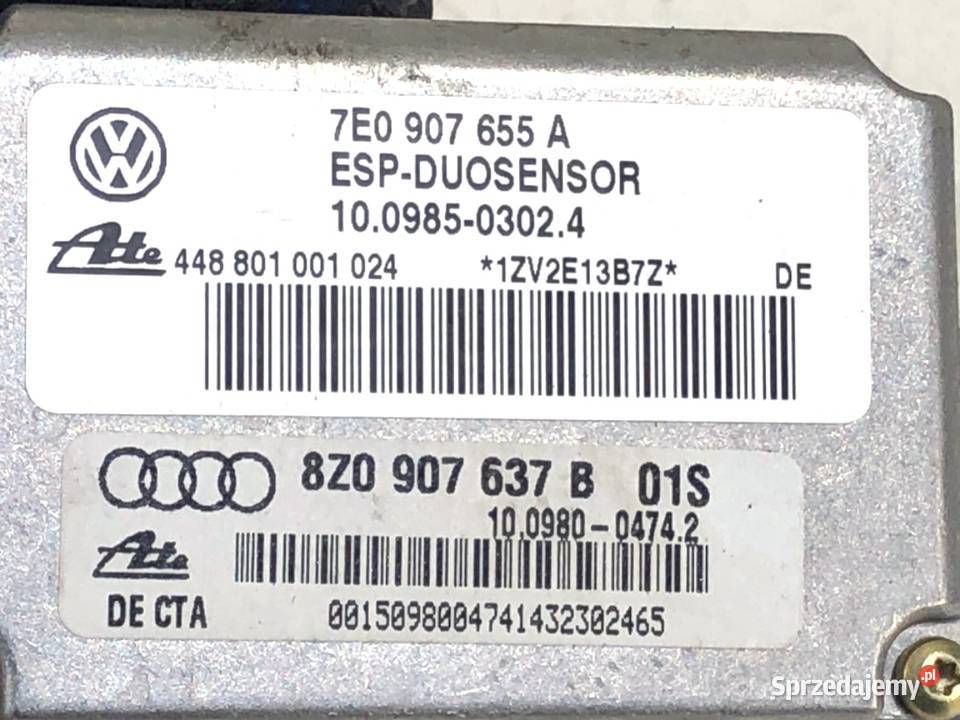 7E0 907 655 A
ESP-DUOSENSOR
10.0985-0302.4
Ate 448 801 001 024 *1ZV2E13B7Z* DE
8Z0 907 637 B 01S
10.0980-0474.2
Ate
DE CTA 0015098004741432302465
Sprzedajemy.pl